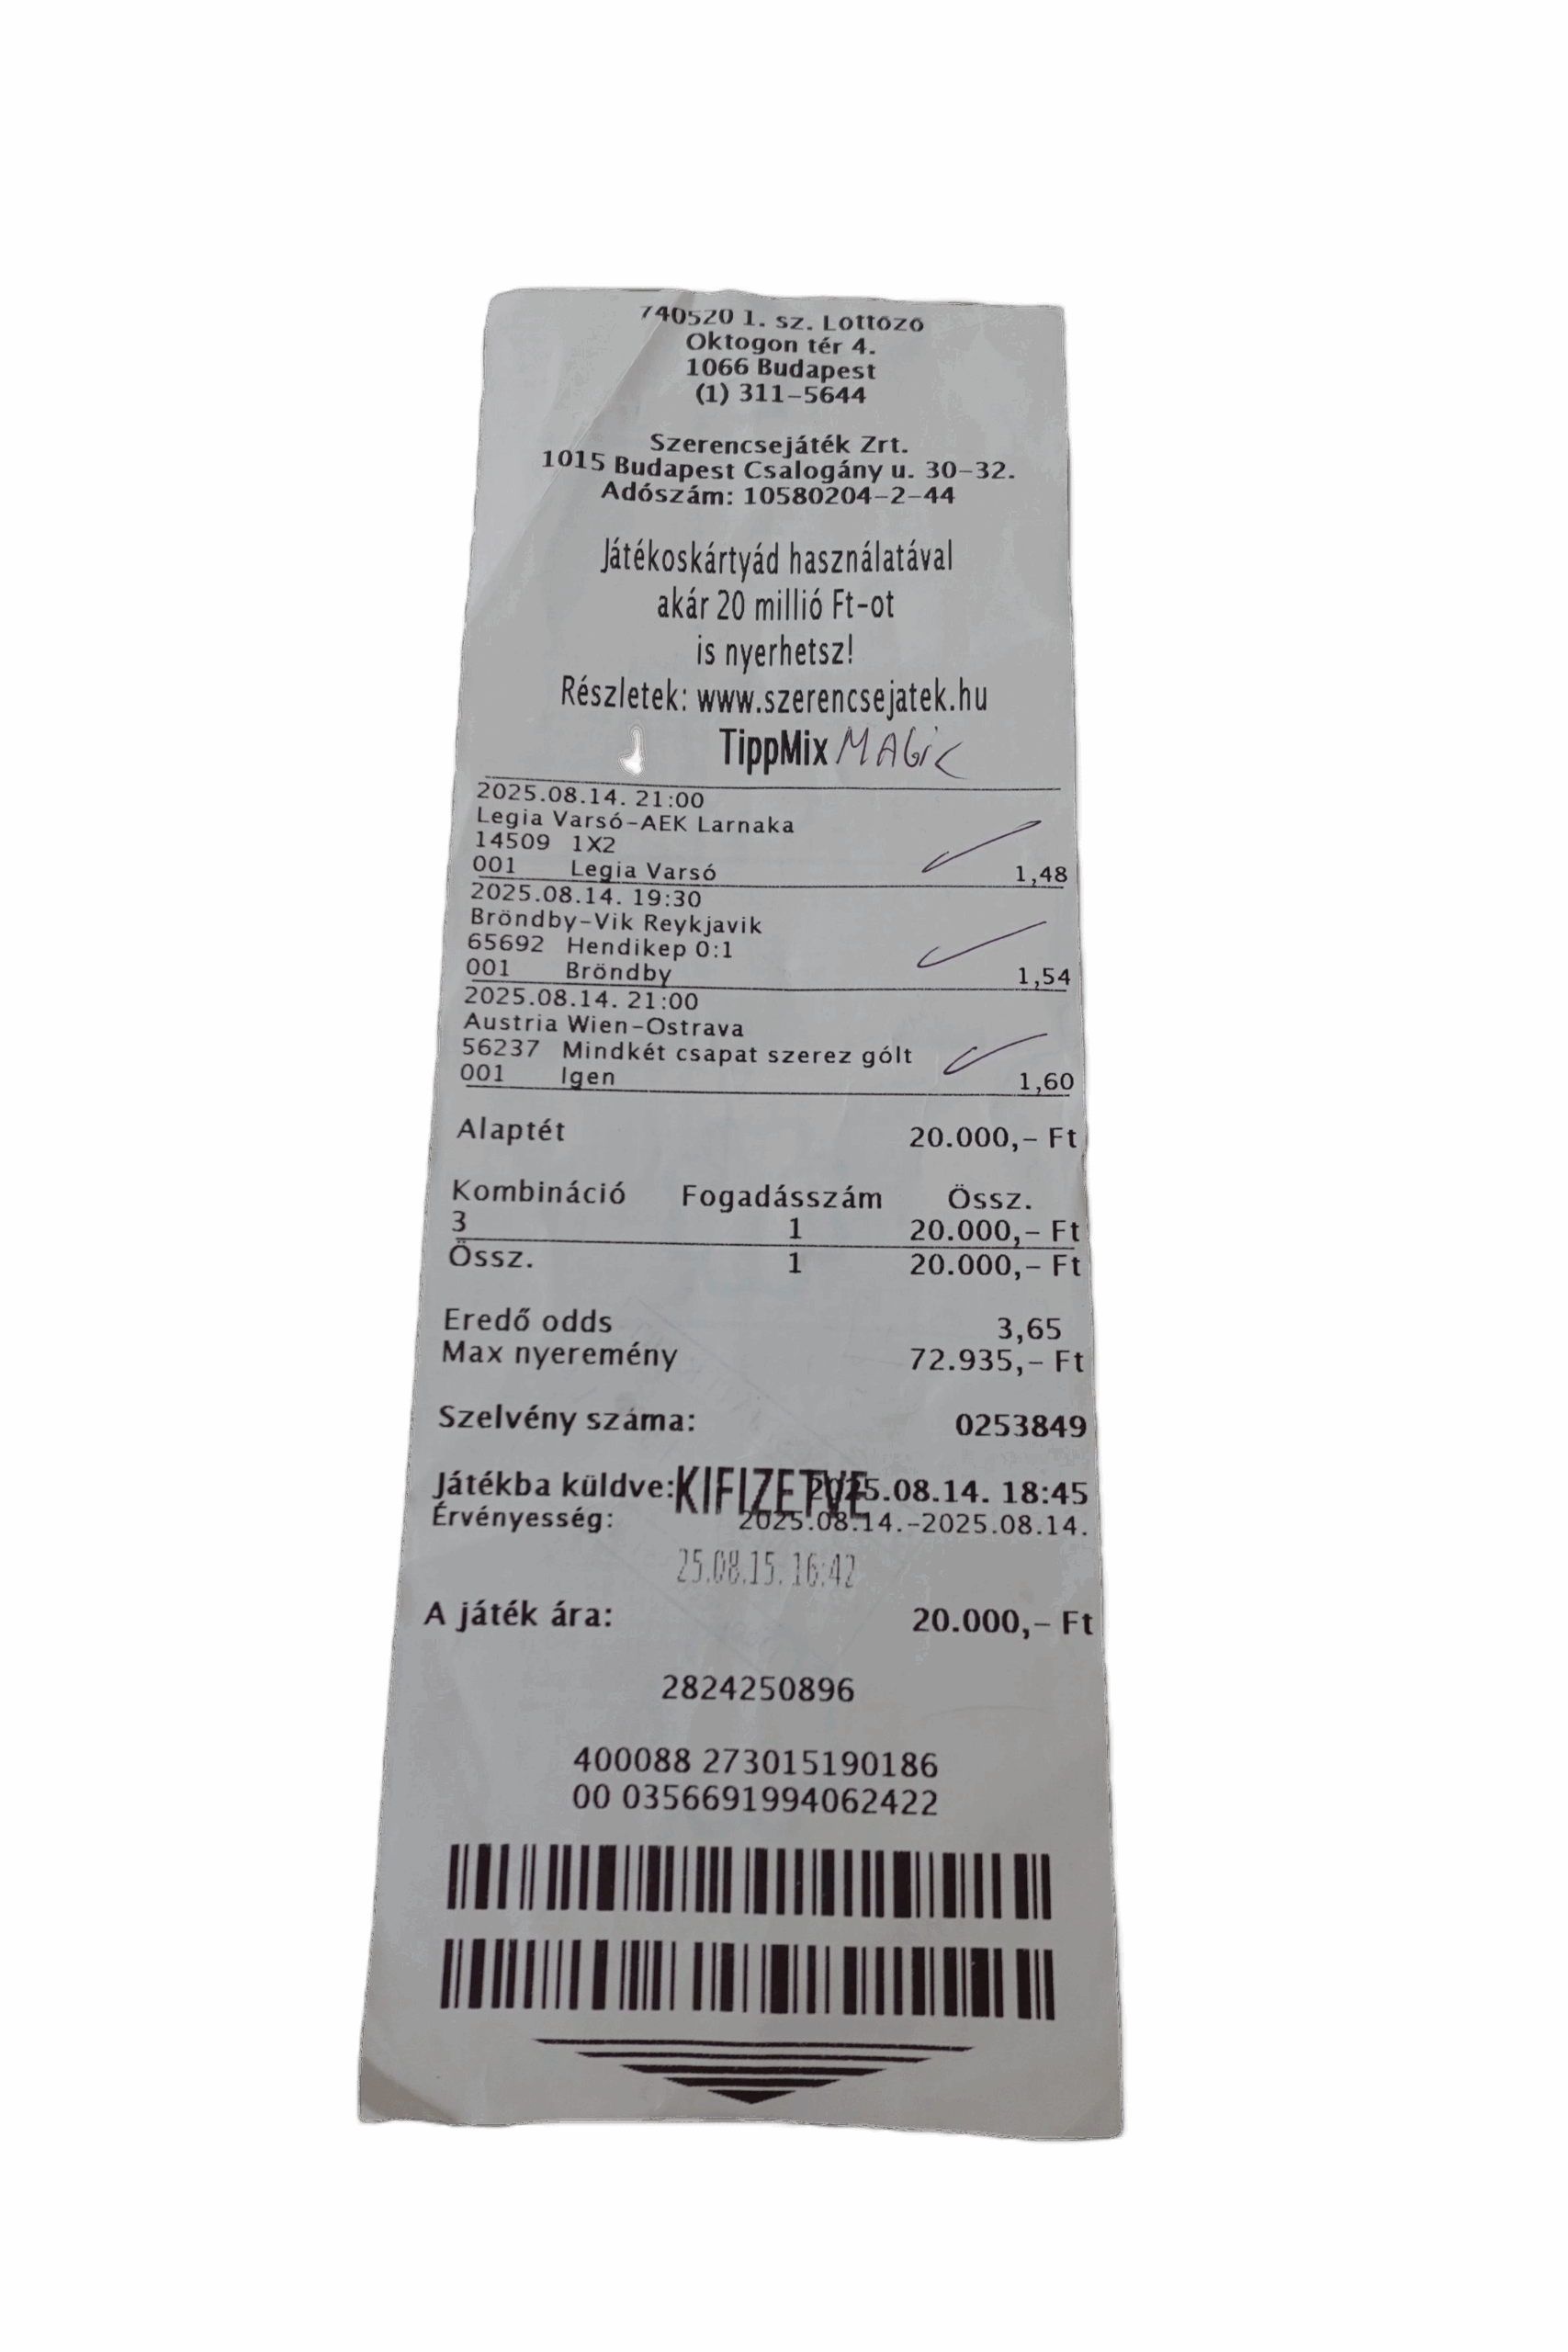 740520 1. sz. Lottózó
Oktogon tér 4.
1066 Budapest
(1) 311-5644
Szerencsejáték Zrt.
1015 Budapest Csalogány u. 30-32.
Adószám: 10580204-2-44
Játékoskártyád használatával
akár 20 millió Ft-ot
is nyerhetsz!
Részletek: www.szerencsejatek.hu
TippMix MAGiC
2025.08.14. 21:00
Legia Varsó-AEK Larnaka
14509 1X2
001 Legia Varsó 1,48
2025.08.14. 19:30
Bröndby-Vik Reykjavik
65692 Hendikep 0:1
001 Bröndby 1,54
2025.08.14. 21:00
Austria Wien-Ostrava
56237 Mindkét csapat szerez gólt
001 Igen 1,60
Alaptét 20.000,- Ft
Kombináció Fogadásszám Össz.
3 1 20.000,- Ft
Össz. 1 20.000,- Ft
Eredő odds 3,65
Max nyeremény 72.935,- Ft
Szelvény száma: 0253849
Játékba küldve: 2025.08.14. 18:45
KIFIZETVE
Érvényesség: 2025.08.14.-2025.08.14.
25.08.15. 16:42
A játék ára: 20.000,- Ft
2824250896
400088 273015190186
00 0356691994062422